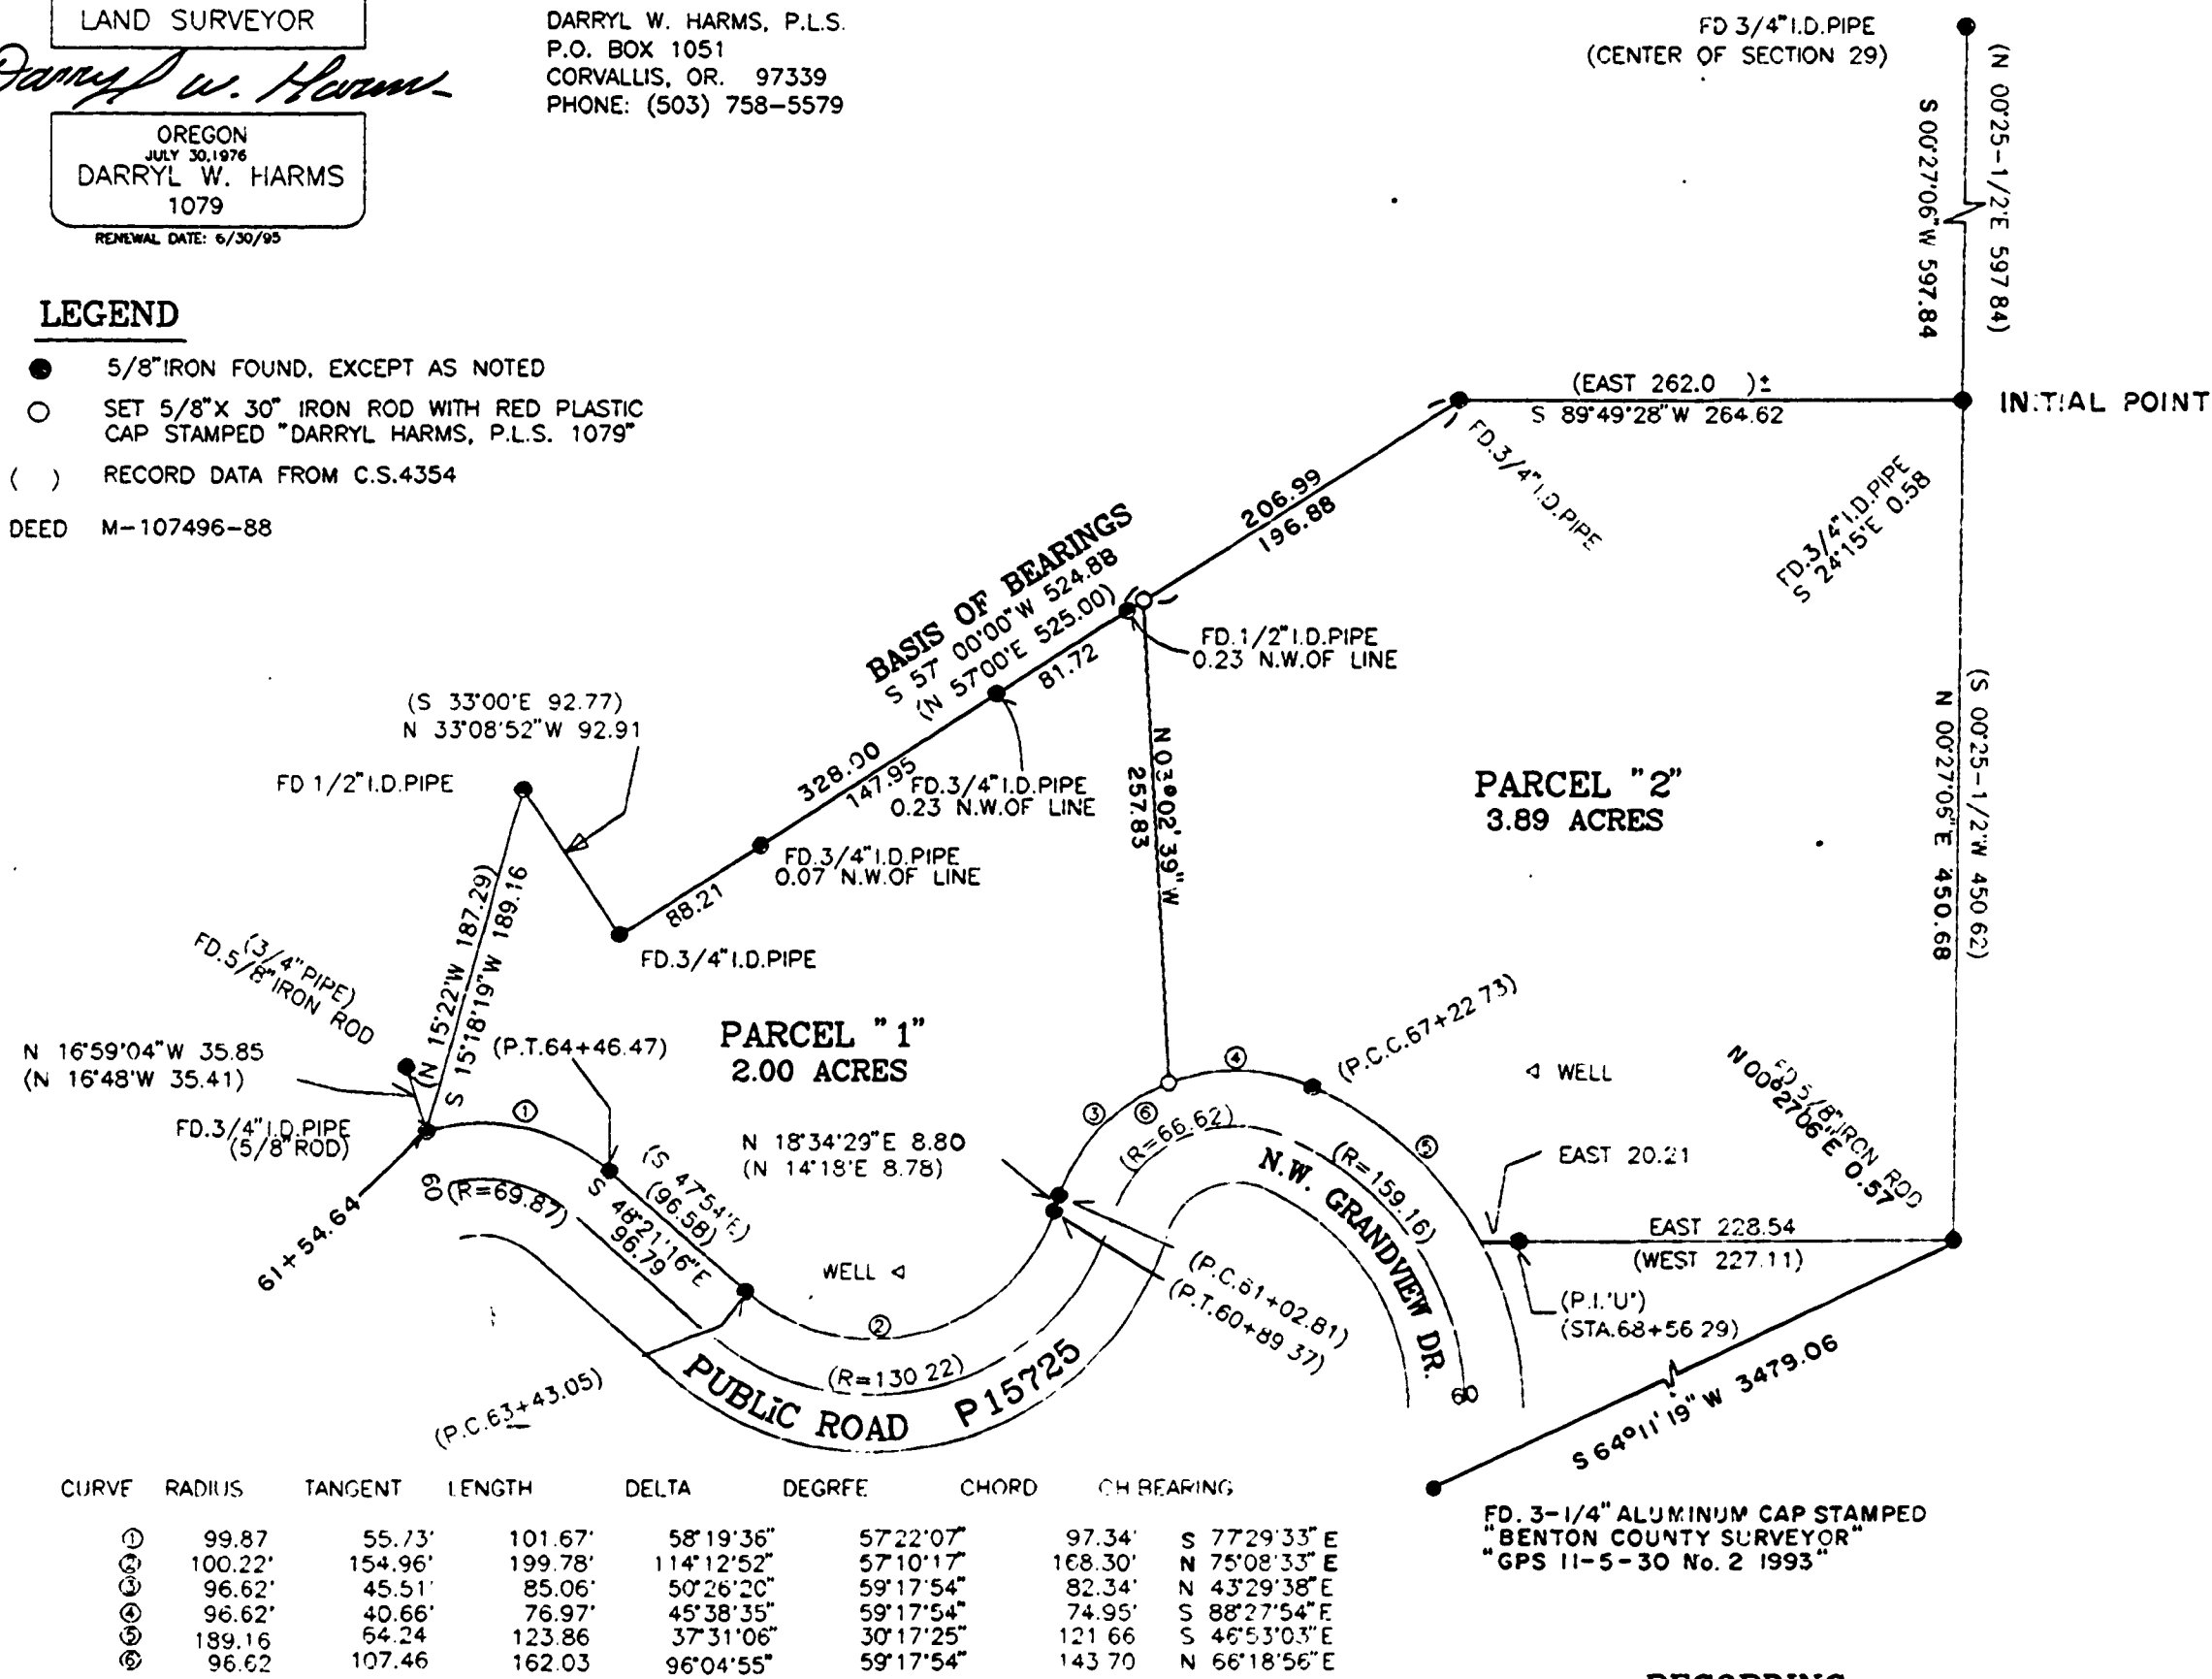 LAND SURVEYOR
Darryl W. Harms
OREGON
JULY 30,1976
DARRYL W. HARMS
1079
RENEWAL DATE: 6/30/95
DARRYL W. HARMS, P.L.S.
P.O. BOX 1051
CORVALLIS, OR. 97339
PHONE: (503) 758-5579
FD 3/4" I.D.PIPE
(CENTER OF SECTION 29)
(N 00°25-1/2'E 597 84)
S 00°27'06"W 597.84
LEGEND
5/8" IRON FOUND, EXCEPT AS NOTED
SET 5/8"X 30" IRON ROD WITH RED PLASTIC
CAP STAMPED "DARRYL HARMS, P.L.S. 1079"
( ) RECORD DATA FROM C.S.4354
DEED M-107496-88
(EAST 262.0 )±
S 89°49'28"W 264.62
INITIAL POINT
FD.3/4" I.D.PIPE
FD.3/4" I.D.PIPE
S 24°15'E 0.58
206.99
196.88
BASIS OF BEARINGS
S 57° 00'00"W 524.88
(N 57°00'E 525.00)
81.72
FD.1/2" I.D.PIPE
0.23 N.W.OF LINE
(S 33°00'E 92.77)
N 33°08'52"W 92.91
FD 1/2" I.D.PIPE
328.00
147.95
FD.3/4" I.D.PIPE
0.23 N.W.OF LINE
FD.3/4" I.D.PIPE
0.07 N.W.OF LINE
88.21
FD.3/4" I.D.PIPE
N 03°02'39" W
257.83
PARCEL "2"
3.89 ACRES
(S 00°25-1/2'W 450 62)
N 00°27'05"E 450.68
(N 15°22'W 187.29)
S 15°18'19"W 189.16
(3/4" PIPE)
FD.5/8" IRON ROD
N 16°59'04"W 35.85
(N 16°48'W 35.41)
FD.3/4" I.D.PIPE
(5/8" ROD)
61+54.64
(P.T.64+46.47)
PARCEL "1"
2.00 ACRES
①
60
(R=69.87)
(S 47°54'E)
(96.58)
S 48°21'16"E
96.79
N 18°34'29"E 8.80
(N 14°18'E 8.78)
WELL
②
③
⑥
④
(P.C.C.67+22 73)
(R=66.62)
(R=159.16)
⑤
WELL
N.W. GRANDVIEW DR.
60
EAST 20.21
FD 5/8" IRON ROD
N 00°27'06"E 0.57
EAST 228.54
(WEST 227.11)
(P.I.'U')
(STA.68+56 29)
(P.C.61+02.81)
(P.T.60+89 37)
(R=130 22)
PUBLIC ROAD P15725
(P.C.63+43.05)
S 64°11'19" W 3479.06
FD. 3-1/4" ALUMINUM CAP STAMPED
"BENTON COUNTY SURVEYOR"
"GPS 11-5-30 No. 2 1993"
CURVE RADIUS TANGENT LENGTH DELTA DEGREE CHORD CH BEARING
① 99.87 55.73' 101.67' 58°19'36" 57°22'07" 97.34' S 77°29'33"E
② 100.22' 154.96' 199.78' 114°12'52" 57°10'17" 168.30' N 75°08'33"E
③ 96.62' 45.51' 85.06' 50°26'20" 59°17'54" 82.34' N 43°29'38"E
④ 96.62' 40.66' 76.97' 45°38'35" 59°17'54" 74.95' S 88°27'54"E
⑤ 189.16 64.24 123.86 37°31'06" 30°17'25" 121 66 S 46°53'03"E
⑥ 96.62 107.46 162.03 96°04'55" 59°17'54" 143 70 N 66°18'56"E